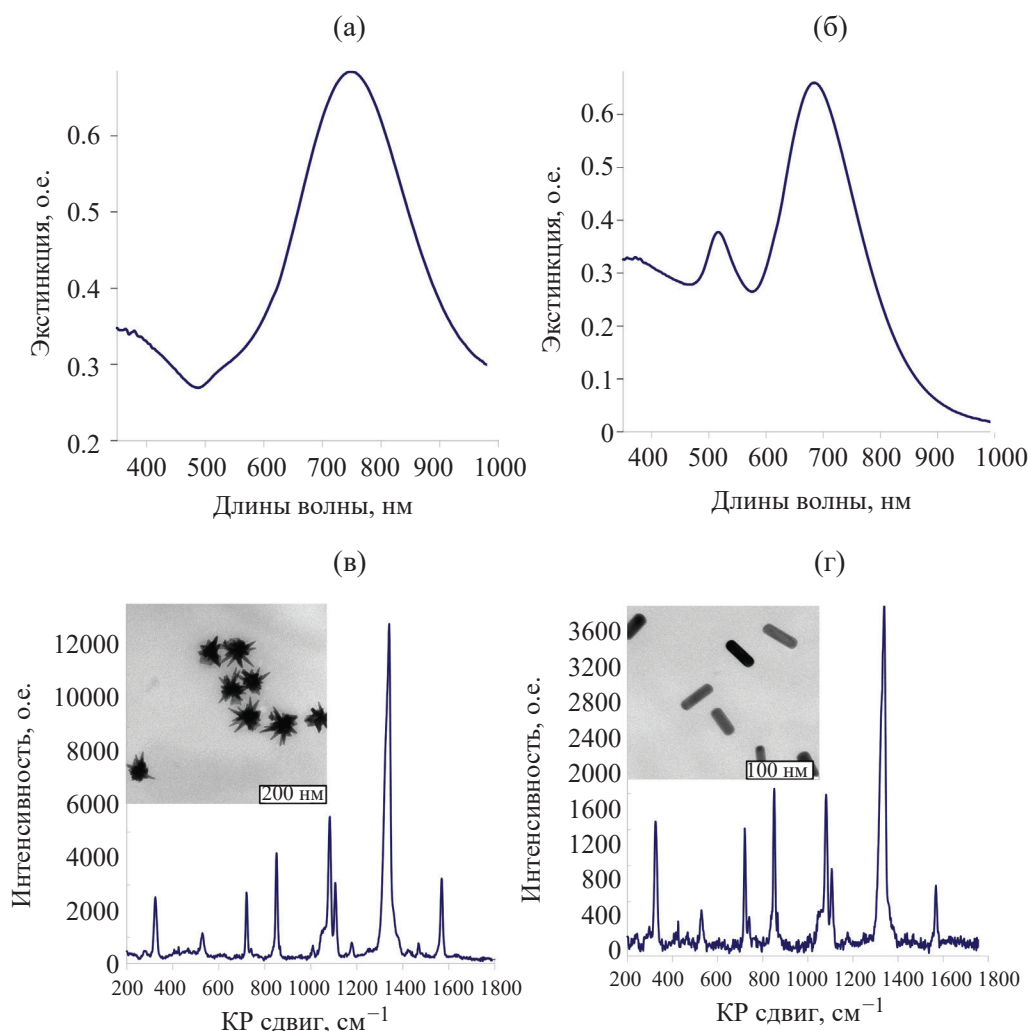 (а)
Экстинкция, о.е.
0.6
0.5
0.4
0.3
0.2
400 500 600 700 800 900 1000
Длины волны, нм
(б)
Экстинкция, о.е.
0.6
0.5
0.4
0.3
0.2
0.1
0
400 500 600 700 800 900 1000
Длины волны, нм
(в)
Интенсивность, о.е.
12000
10000
8000
6000
4000
2000
0
200 нм
200 400 600 800 1000 1200 1400 1600 1800
КР сдвиг, см⁻¹
(г)
Интенсивность, о.е.
3600
3200
2800
2400
2000
1600
1200
800
400
0
100 нм
200 400 600 800 1000 1200 1400 1600 1800
КР сдвиг, см⁻¹